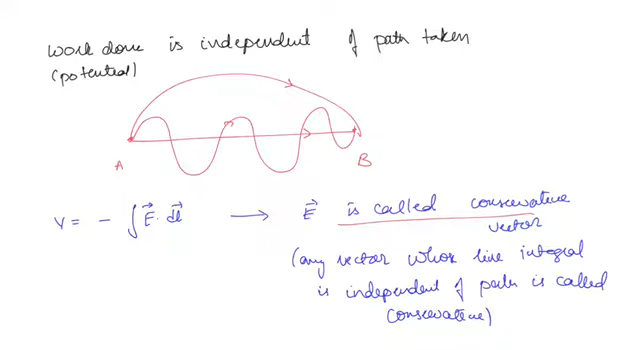 work done is independent of path taken
(potential)
A
B
V = - ∫ E⃗. dl⃗ → E⃗ is called conservative
vector
(any vector whose line integral
is independent of path is called
conservative)